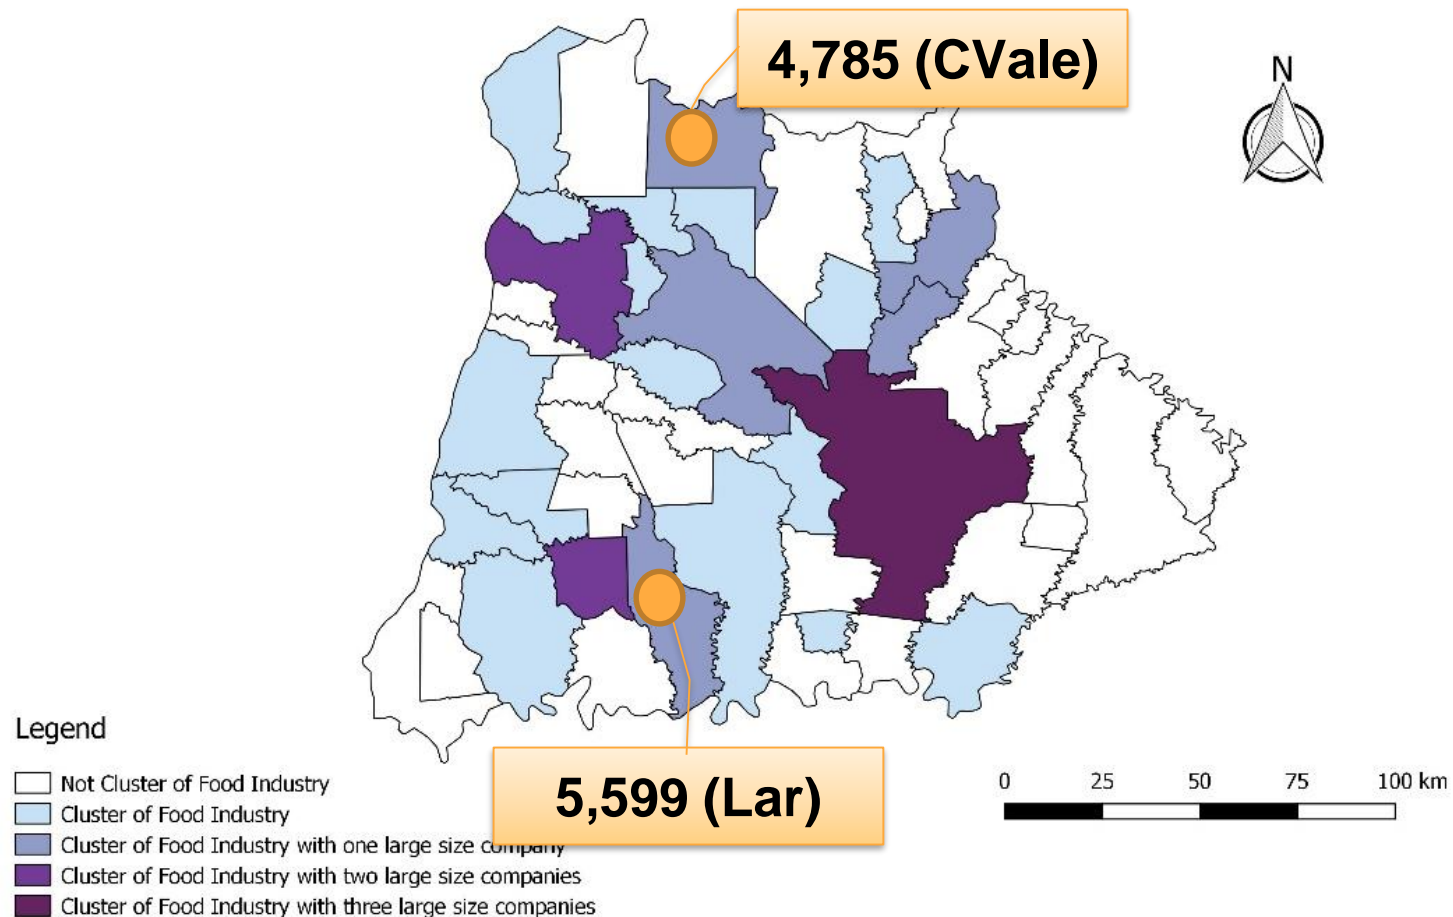 4,785 (CVale)
N
5,599 (Lar)
Legend
Not Cluster of Food Industry
Cluster of Food Industry
Cluster of Food Industry with one large size company
Cluster of Food Industry with two large size companies
Cluster of Food Industry with three large size companies
0 25 50 75 100 km